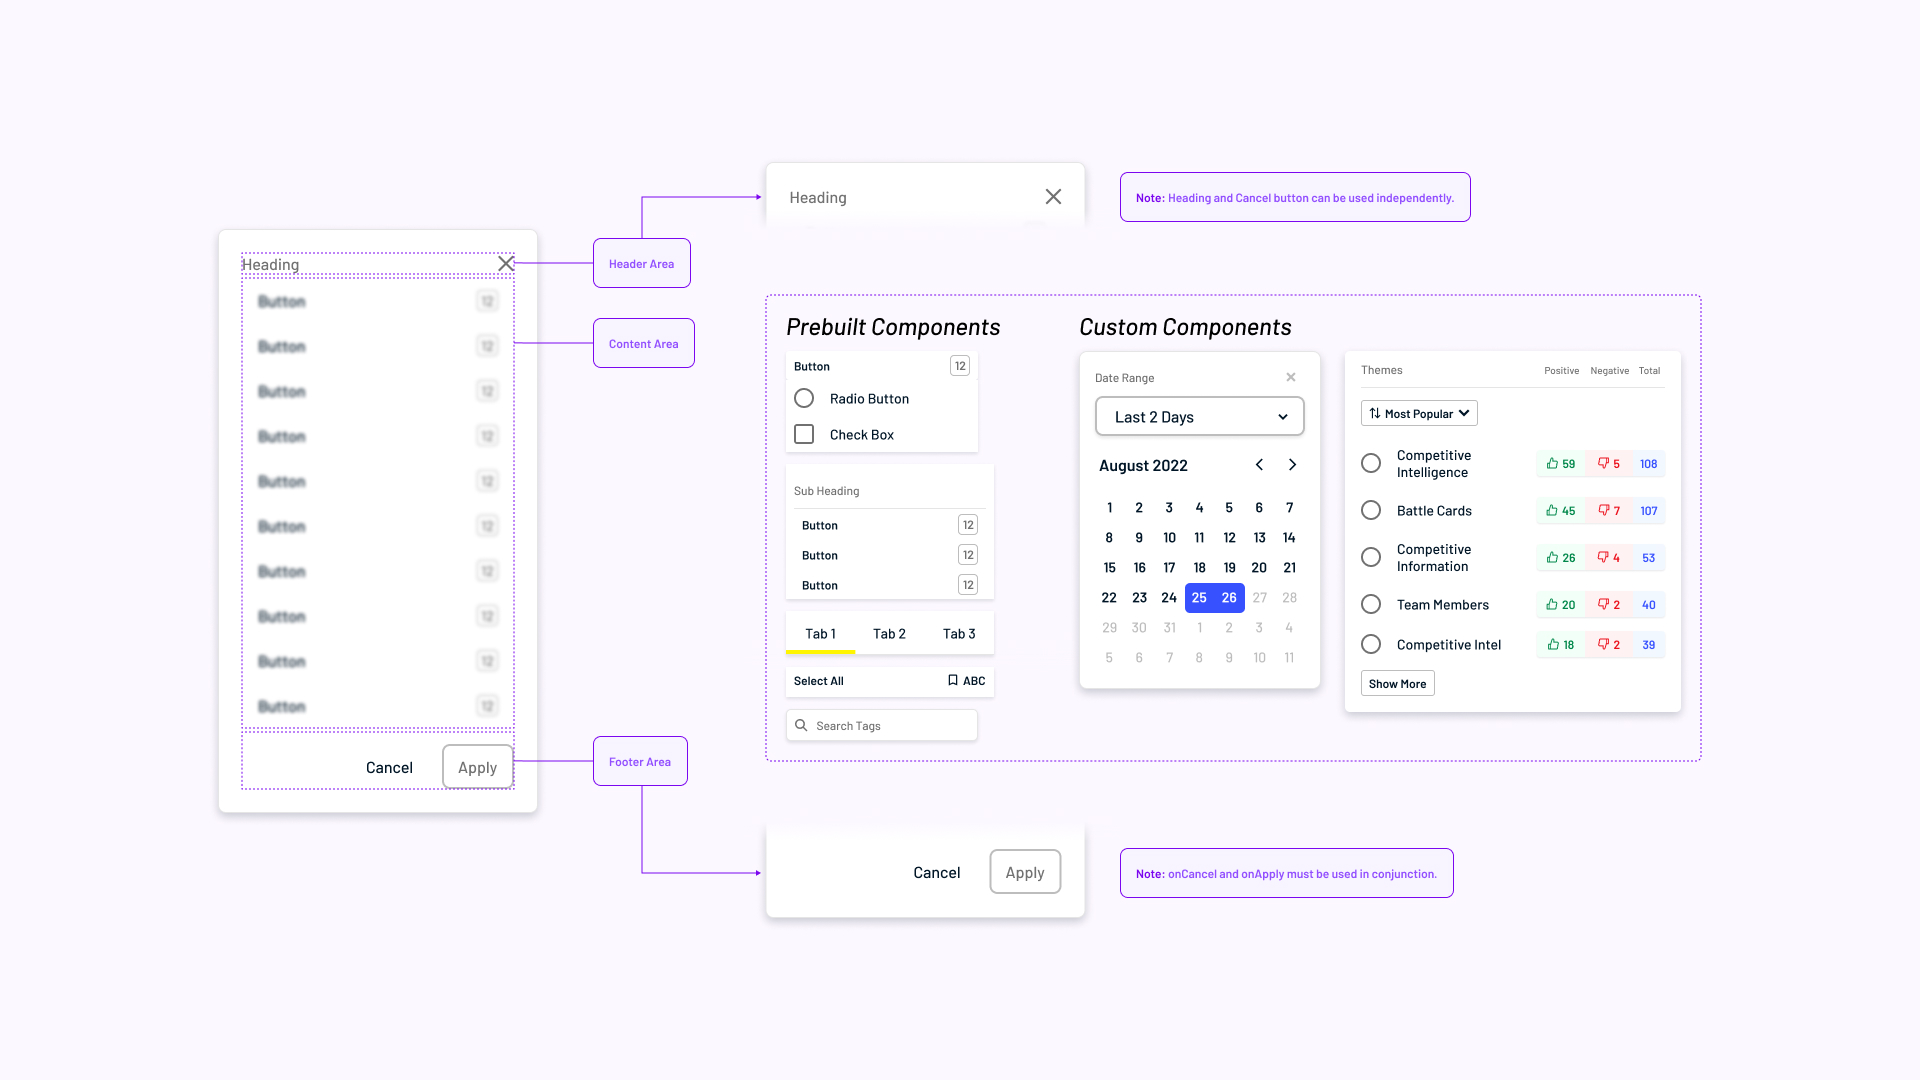 Heading
Button 12
Button 12
Button 12
Button 12
Button 12
Button 12
Button 12
Button 12
Button 12
Button 12
Cancel Apply
Header Area
Content Area
Footer Area
Heading
Note: Heading and Cancel button can be used independently.
Prebuilt Components
Button 12
Radio Button
Check Box
Sub Heading
Button 12
Button 12
Button 12
Tab 1 Tab 2 Tab 3
Select All ABC
Search Tags
Custom Components
Date Range
Last 2 Days
August 2022
1 2 3 4 5 6 7
8 9 10 11 12 13 14
15 16 17 18 19 20 21
22 23 24 25 26 27 28
29 30 31 1 2 3 4
5 6 7 8 9 10 11
Themes Positive Negative Total
Most Popular
Competitive
Intelligence 59 5 108
Battle Cards 45 7 107
Competitive
Information 26 4 53
Team Members 20 2 40
Competitive Intel 18 2 39
Show More
Cancel Apply
Note: onCancel and onApply must be used in conjunction.